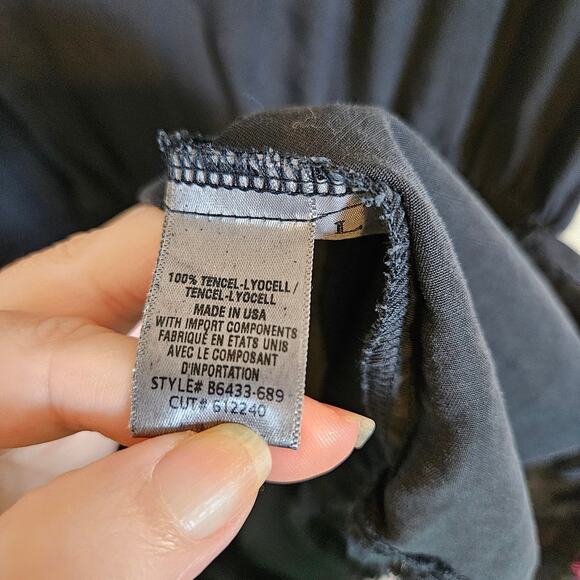 L
100% TENCEL-LYOCELL /
TENCEL-LYOCELL
MADE IN USA
WITH IMPORT COMPONENTS
FABRIQUÉ EN ETATS UNIS
AVEC LE COMPOSANT
D'INPORTATION
STYLE# B6433-689
CUT# 612240